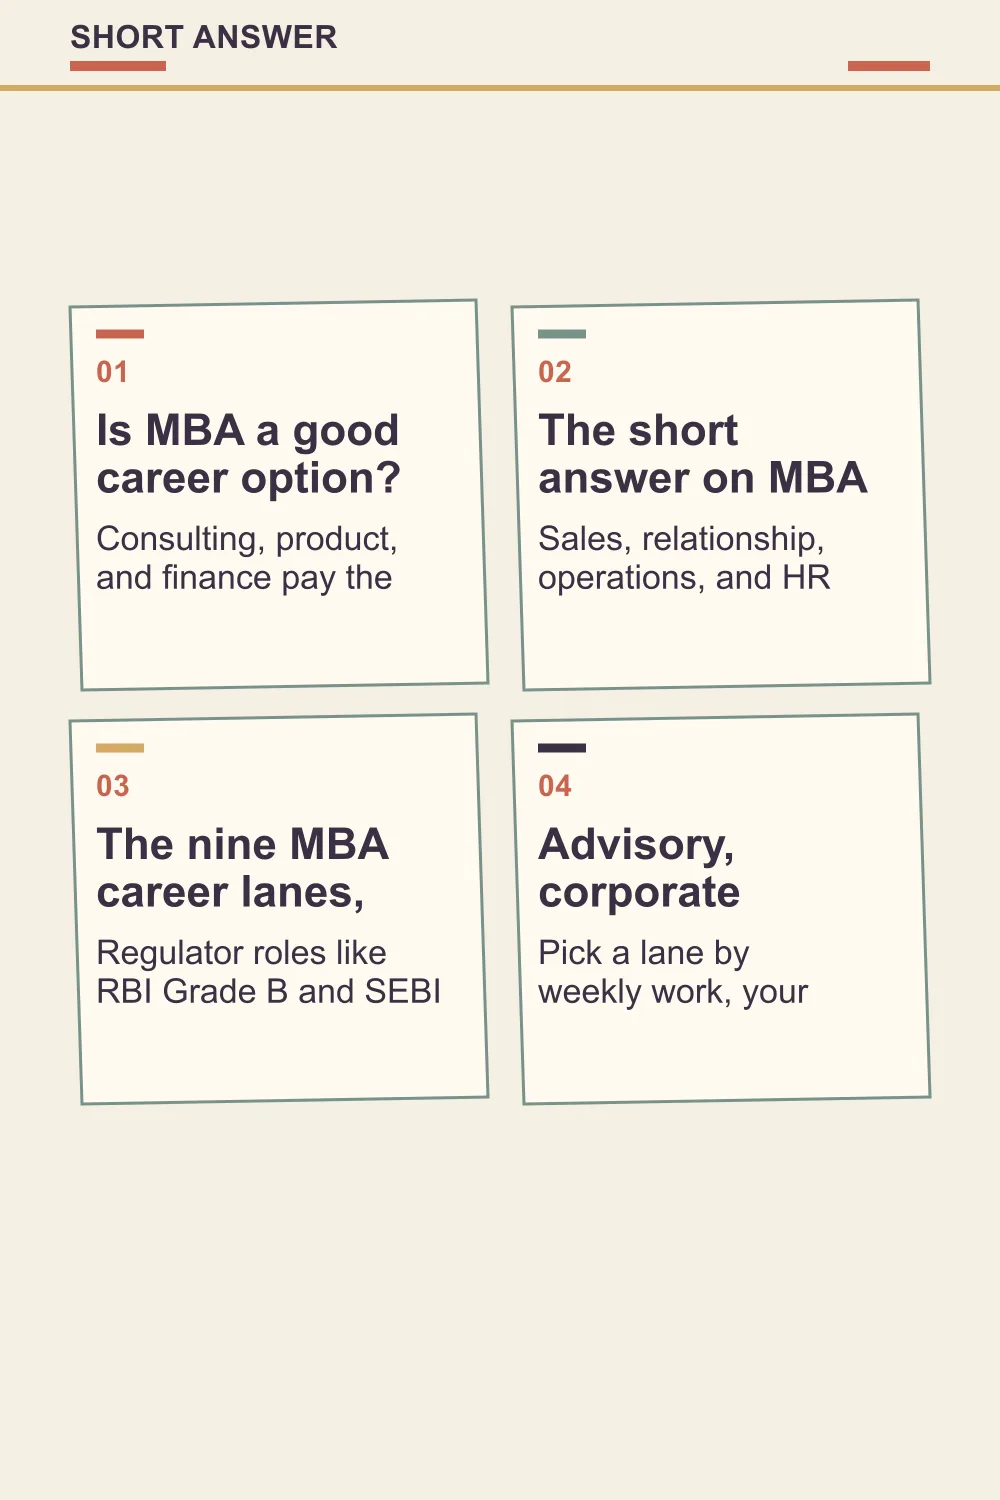 SHORT ANSWER
01
Is MBA a good
career option?
Consulting, product,
and finance pay the
02
The short
answer on MBA
Sales, relationship,
operations, and HR
03
The nine MBA
career lanes,
Regulator roles like
RBI Grade B and SEBI
04
Advisory,
corporate
Pick a lane by
weekly work, your